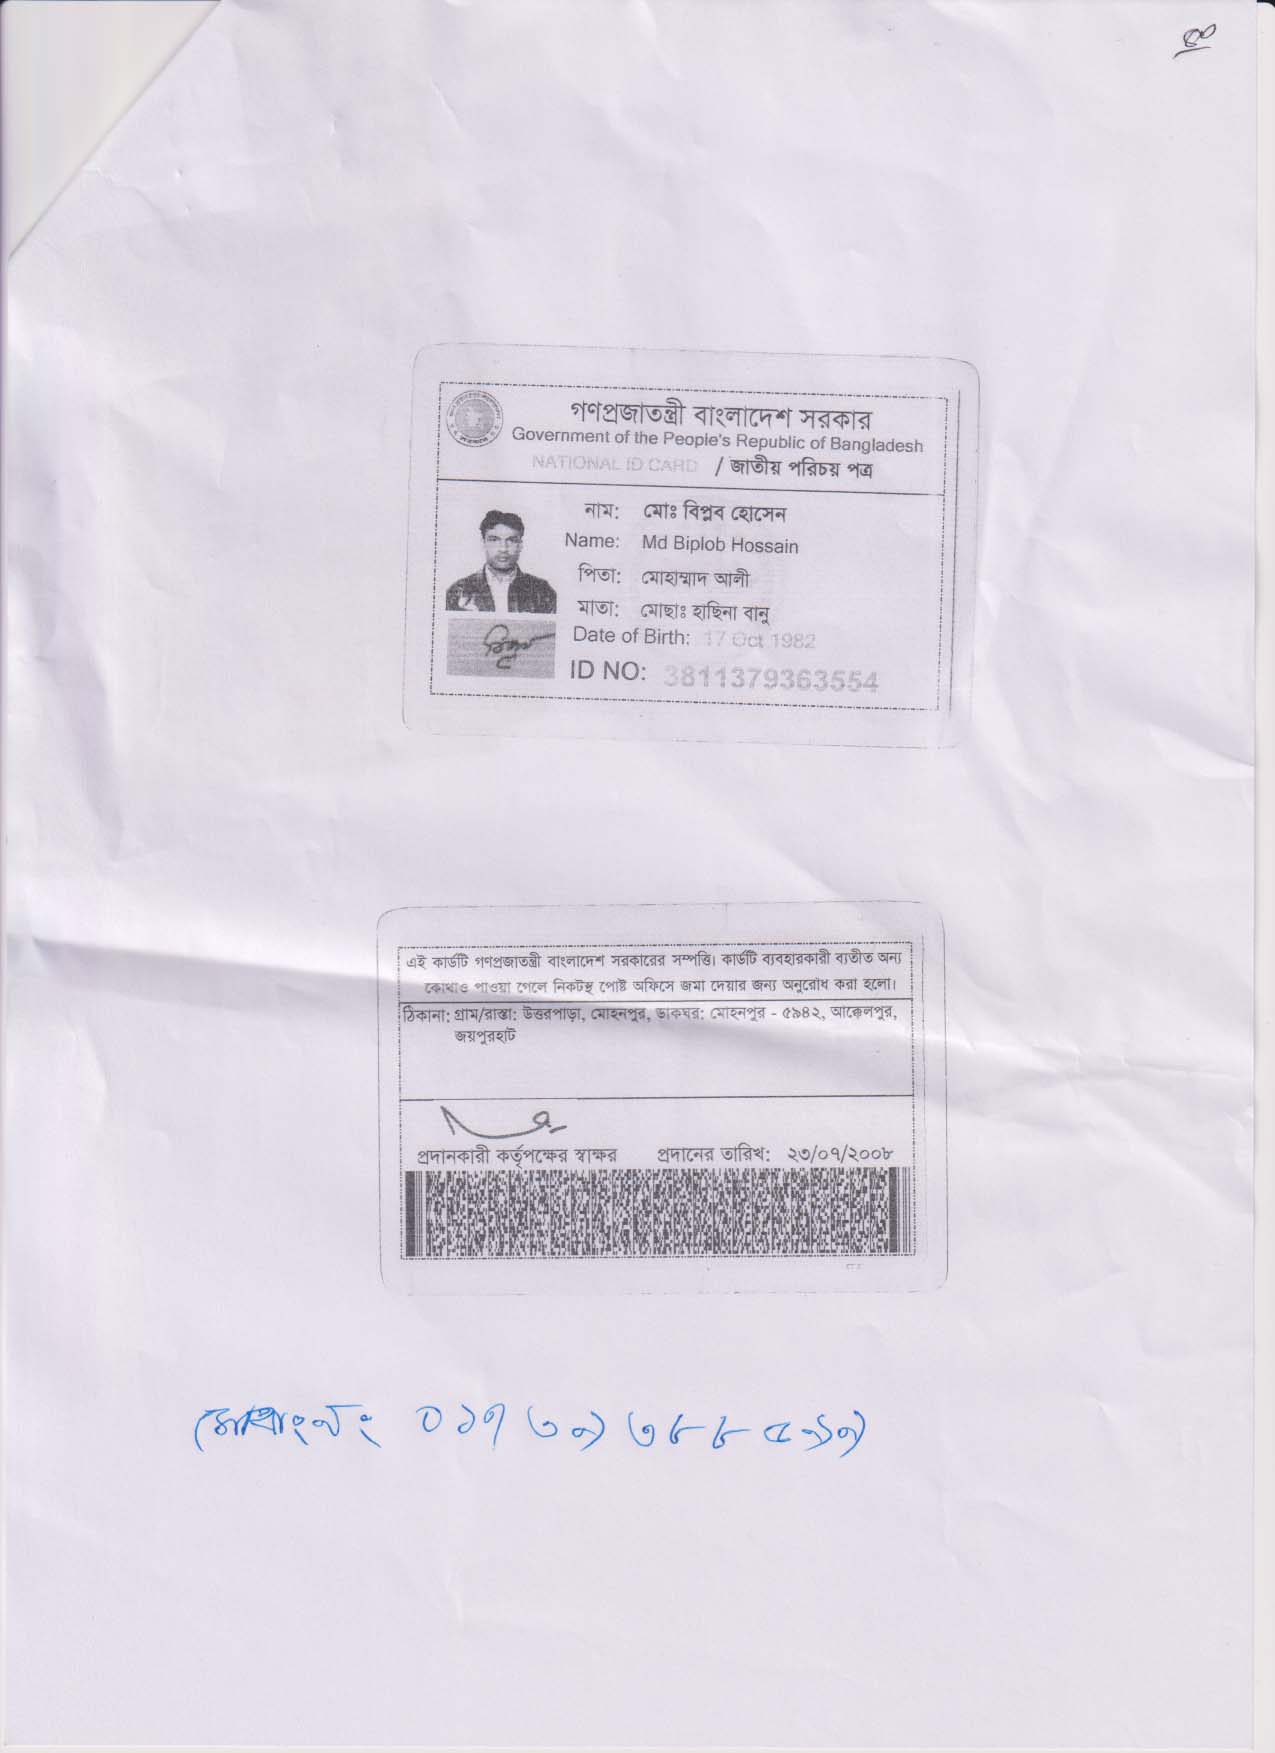 ৪০
গণপ্রজাতন্ত্রী বাংলাদেশ সরকার
Government of the People's Republic of Bangladesh
NATIONAL ID CARD / জাতীয় পরিচয় পত্র
নাম: মোঃ বিপ্লব হোসেন
Name: Md Biplob Hossain
পিতা: মোহাম্মাদ আলী
মাতা: মোছাঃ হাছিনা বানু
Date of Birth: 17 Oct 1982
ID NO: 3811379363554
এই কার্ডটি গণপ্রজাতন্ত্রী বাংলাদেশ সরকারের সম্পত্তি। কার্ডটি ব্যবহারকারী ব্যতীত অন্য
কোথাও পাওয়া গেলে নিকটস্থ পোষ্ট অফিসে জমা দেয়ার জন্য অনুরোধ করা হলো।
ঠিকানা: গ্রাম/রাস্তা: উত্তরপাড়া, মোহনপুর, ডাকঘর: মোহনপুর - ৫৯৪২, আক্কেলপুর,
জয়পুরহাট
প্রদানকারী কর্তৃপক্ষের স্বাক্ষর প্রদানের তারিখ: ২৩/০৭/২০০৮